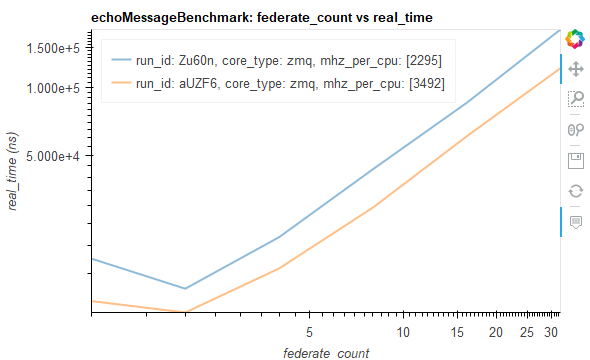 echoMessageBenchmark: federate_count vs real_time
run_id: Zu60n, core_type: zmq, mhz_per_cpu: [2295]
run_id: aUZF6, core_type: zmq, mhz_per_cpu: [3492]
1.500e+5
1.000e+5
5.000e+4
real_time (ns)
5 10 15 20 25 30
federate_count